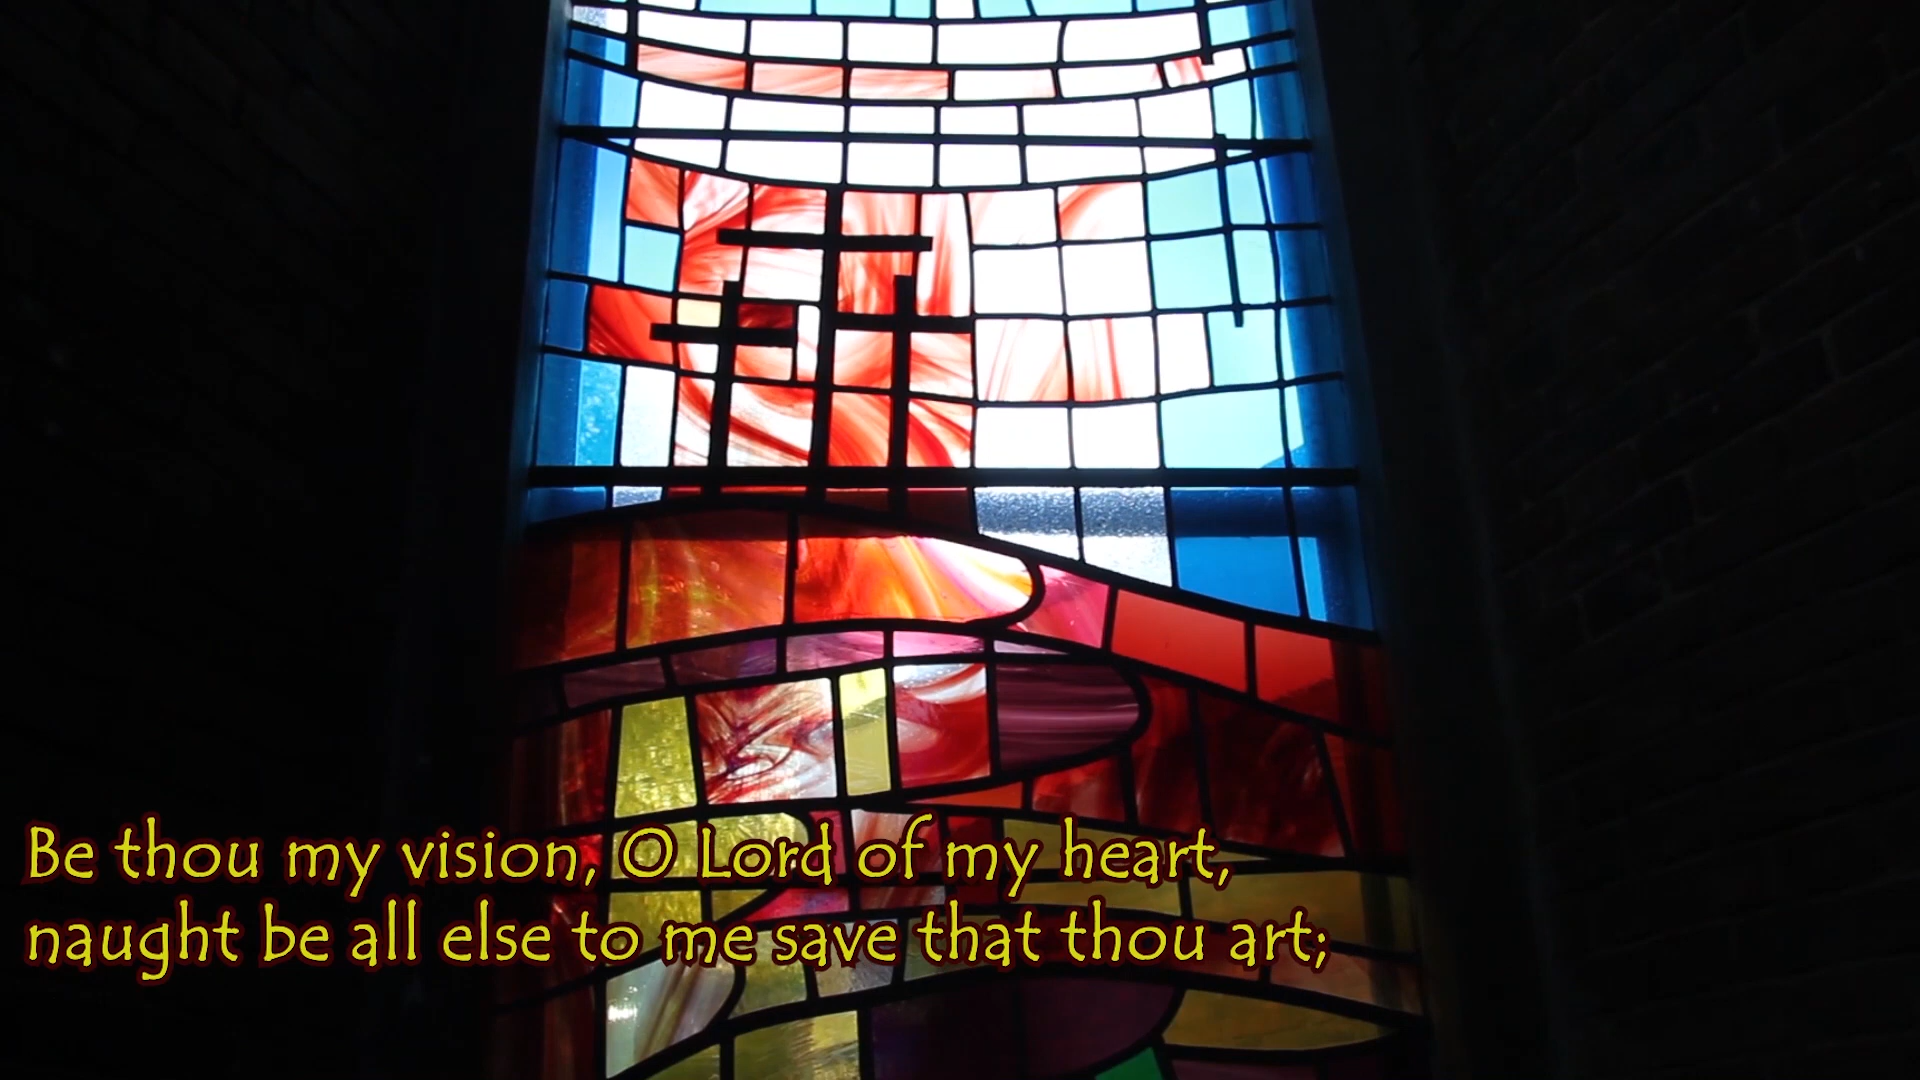 Be thou my vision, O Lord of my heart,
naught be all else to me save that thou art;